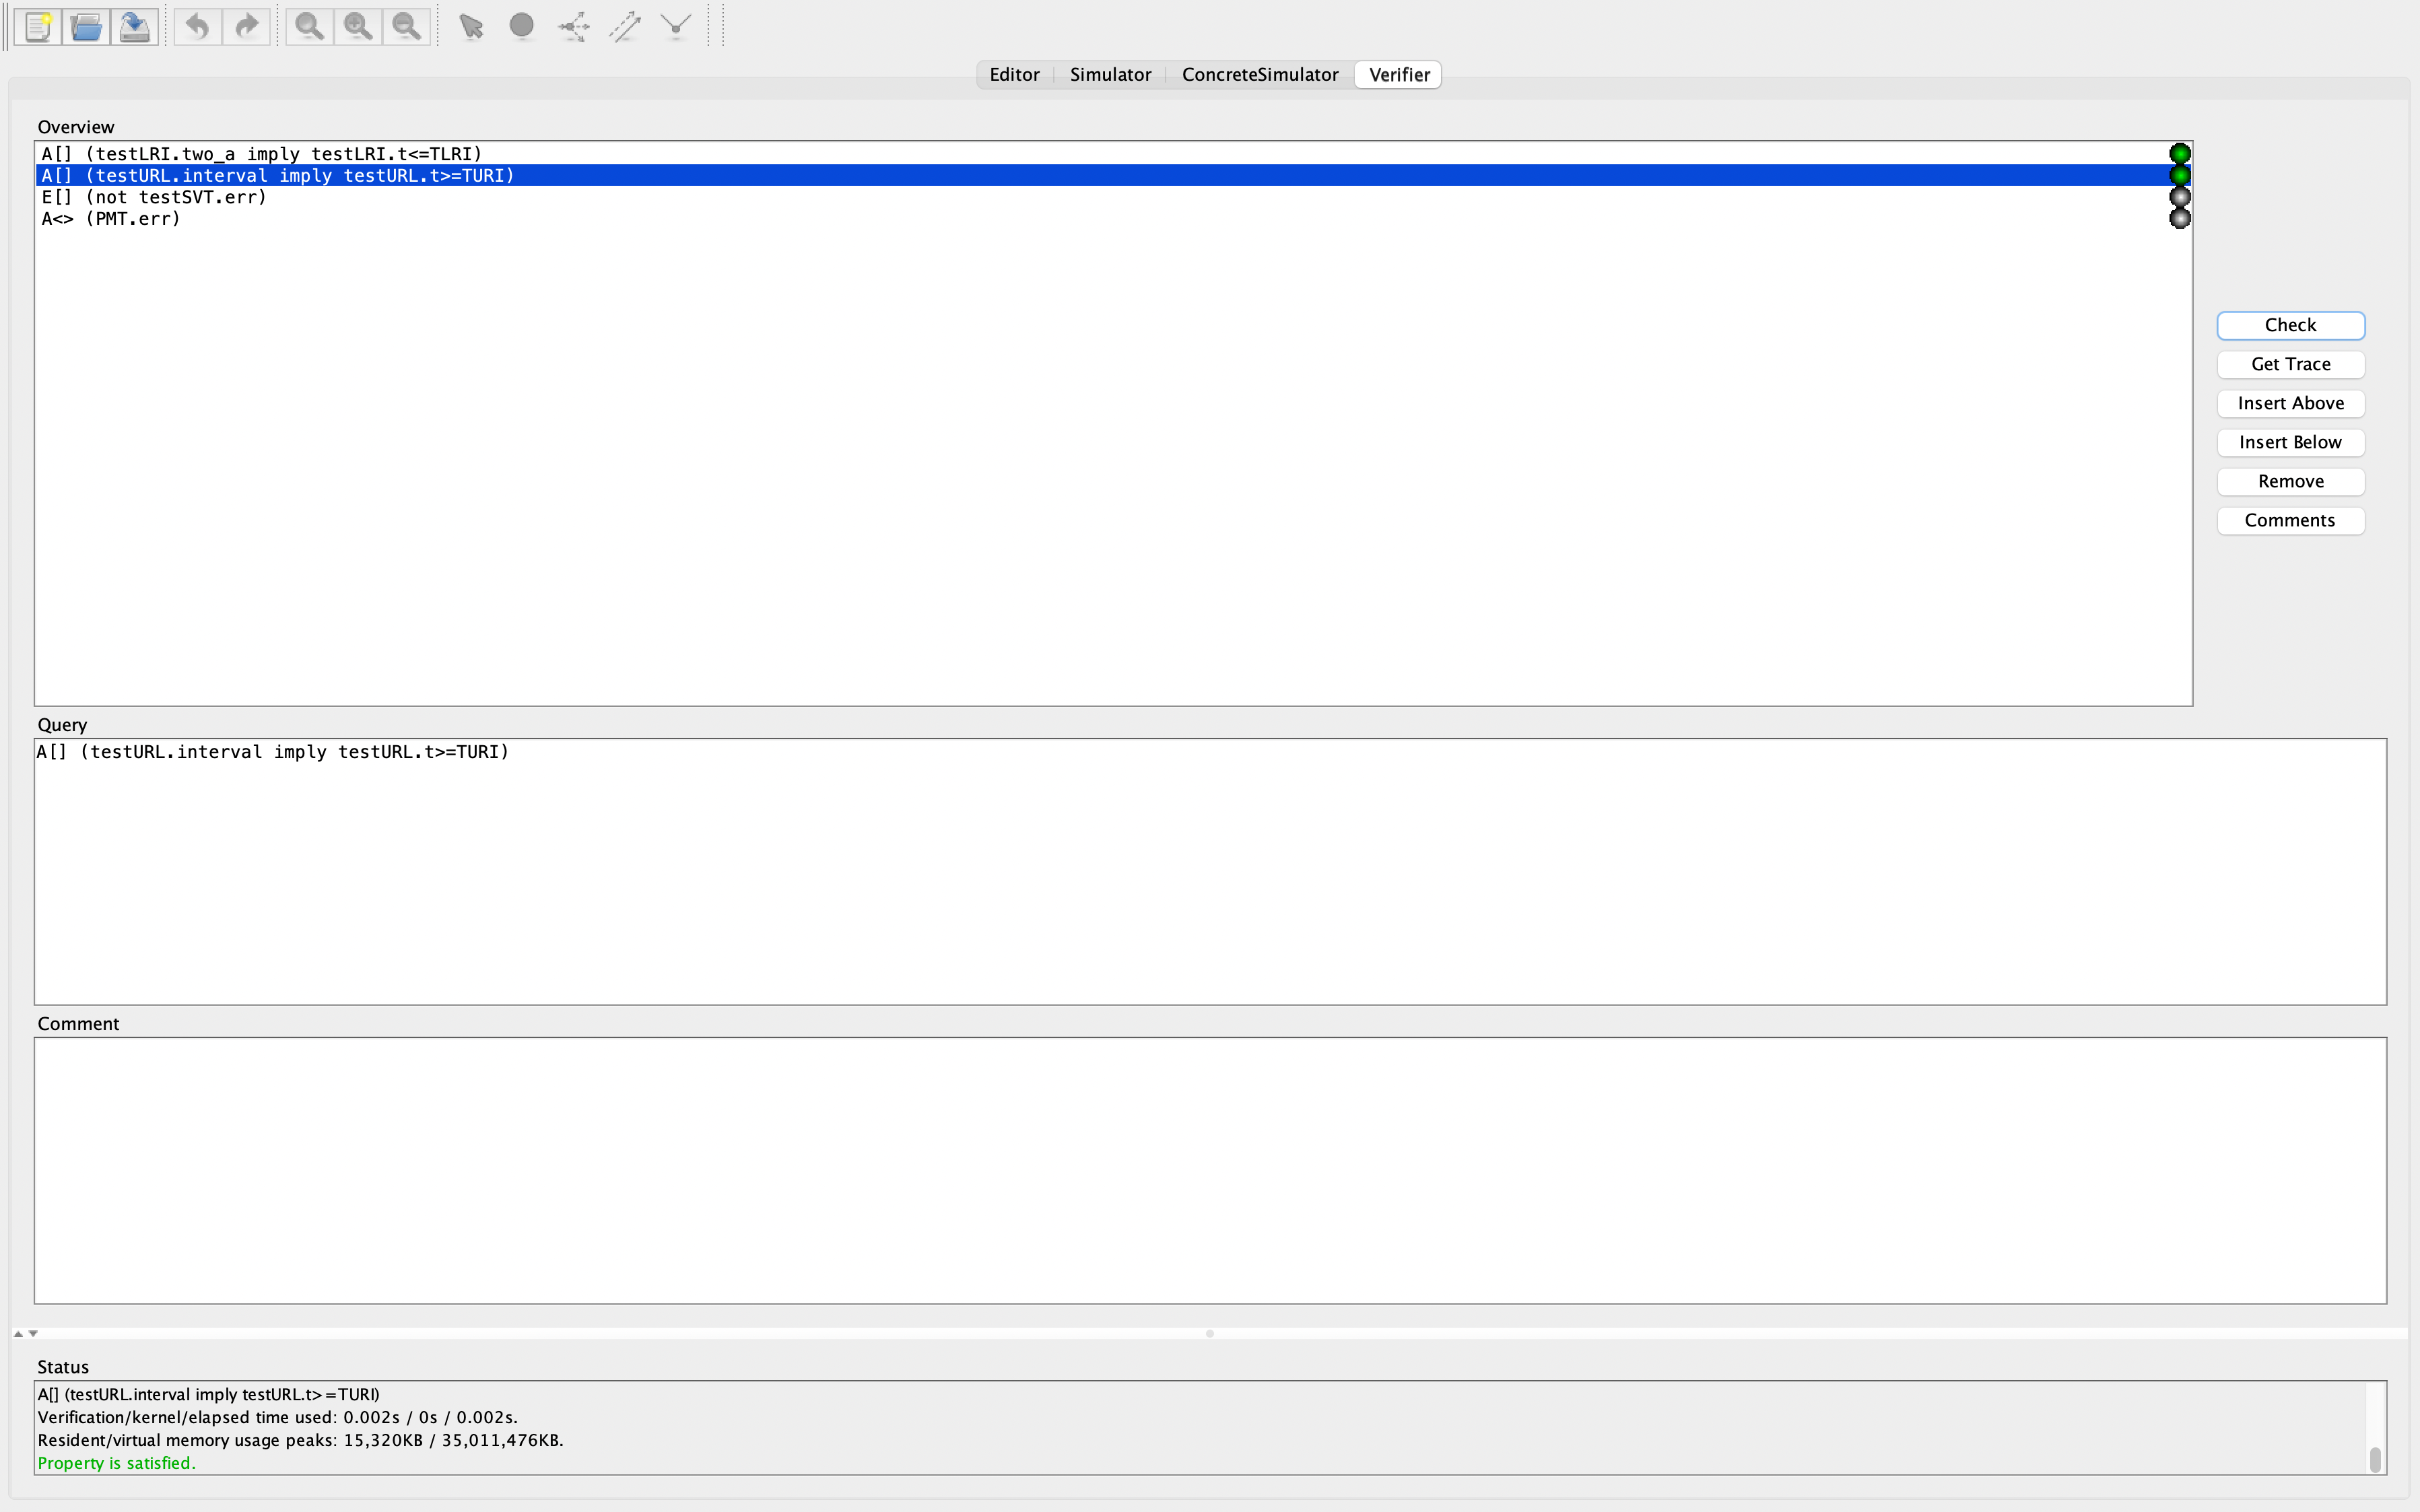 Editor Simulator ConcreteSimulator Verifier
Overview
A[] (testLRI.two_a imply testLRI.t<=TLRI)
A[] (testURL.interval imply testURL.t>=TURI)
E[] (not testSVT.err)
A<> (PMT.err)
Check
Get Trace
Insert Above
Insert Below
Remove
Comments
Query
A[] (testURL.interval imply testURL.t>=TURI)
Comment
Status
A[] (testURL.interval imply testURL.t>=TURI)
Verification/kernel/elapsed time used: 0.002s / 0s / 0.002s.
Resident/virtual memory usage peaks: 15,320KB / 35,011,476KB.
Property is satisfied.